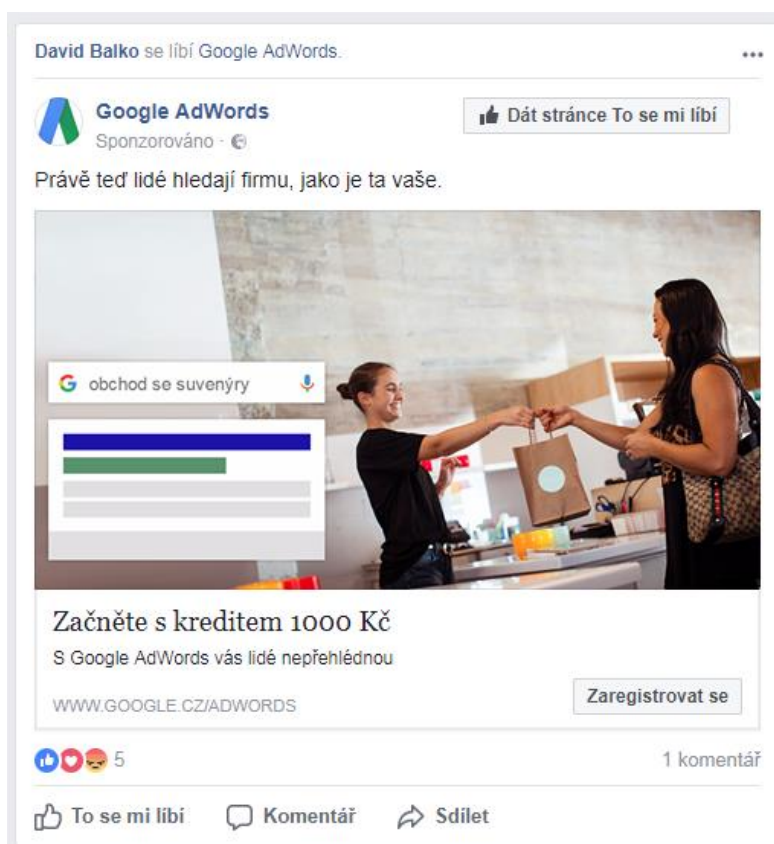 David Balko se líbí Google AdWords.
Google AdWords
Sponzorováno ·
Dát stránce To se mi líbí
Právě teď lidé hledají firmu, jako je ta vaše.
G obchod se suvenýry
Začněte s kreditem 1000 Kč
S Google AdWords vás lidé nepřehlédnou
WWW.GOOGLE.CZ/ADWORDS
Zaregistrovat se
5
1 komentář
To se mi líbí Komentář Sdílet